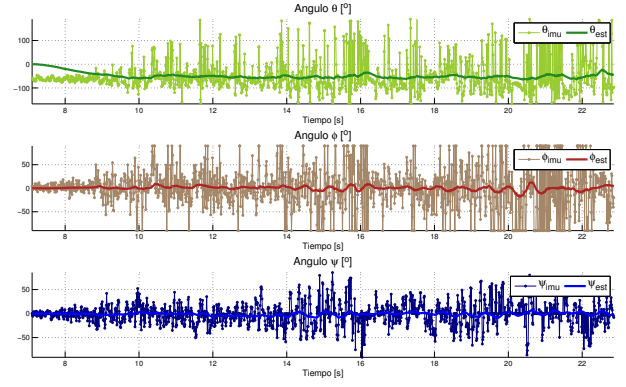 Angulo θ [º]
θimu θest
100
0
−100
8 10 12 14 16 18 20 22
Tiempo [s]
Angulo ϕ [º]
ϕimu ϕest
50
0
−50
8 10 12 14 16 18 20 22
Tiempo [s]
Angulo ψ [º]
ψimu ψest
50
0
−50
8 10 12 14 16 18 20 22
Tiempo [s]